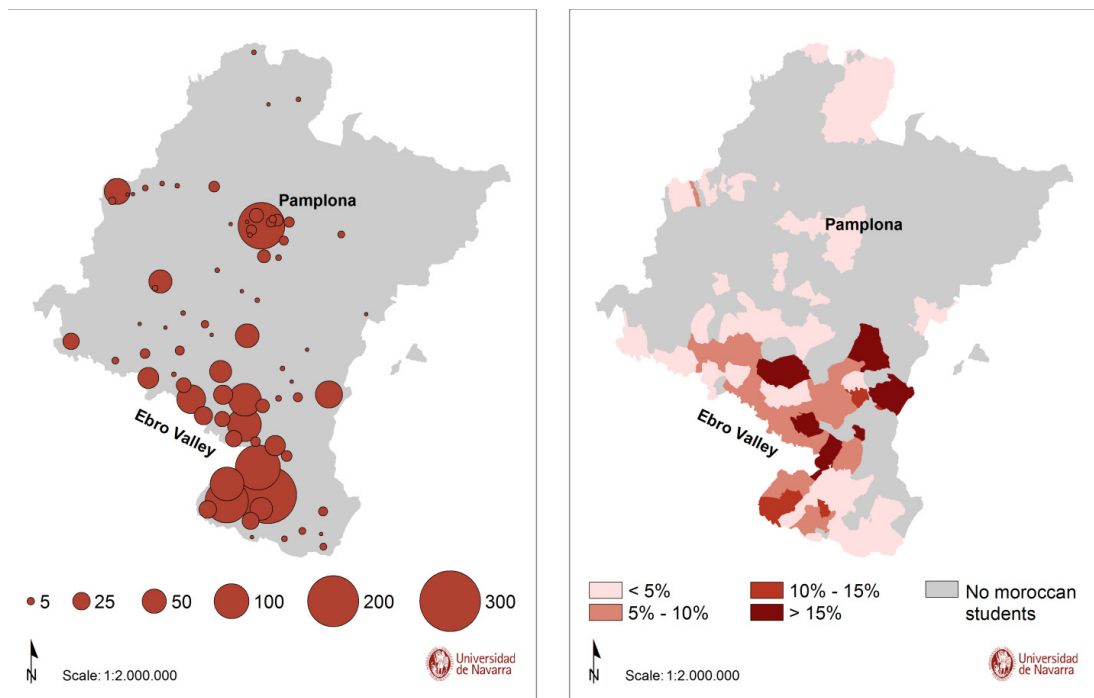 Pamplona
Ebro Valley
5 25 50 100 200 300
N
Scale: 1:2.000.000
Universidad
de Navarra
Pamplona
Ebro Valley
< 5%
5% - 10%
10% - 15%
> 15%
No moroccan
students
N
Scale: 1:2.000.000
Universidad
de Navarra